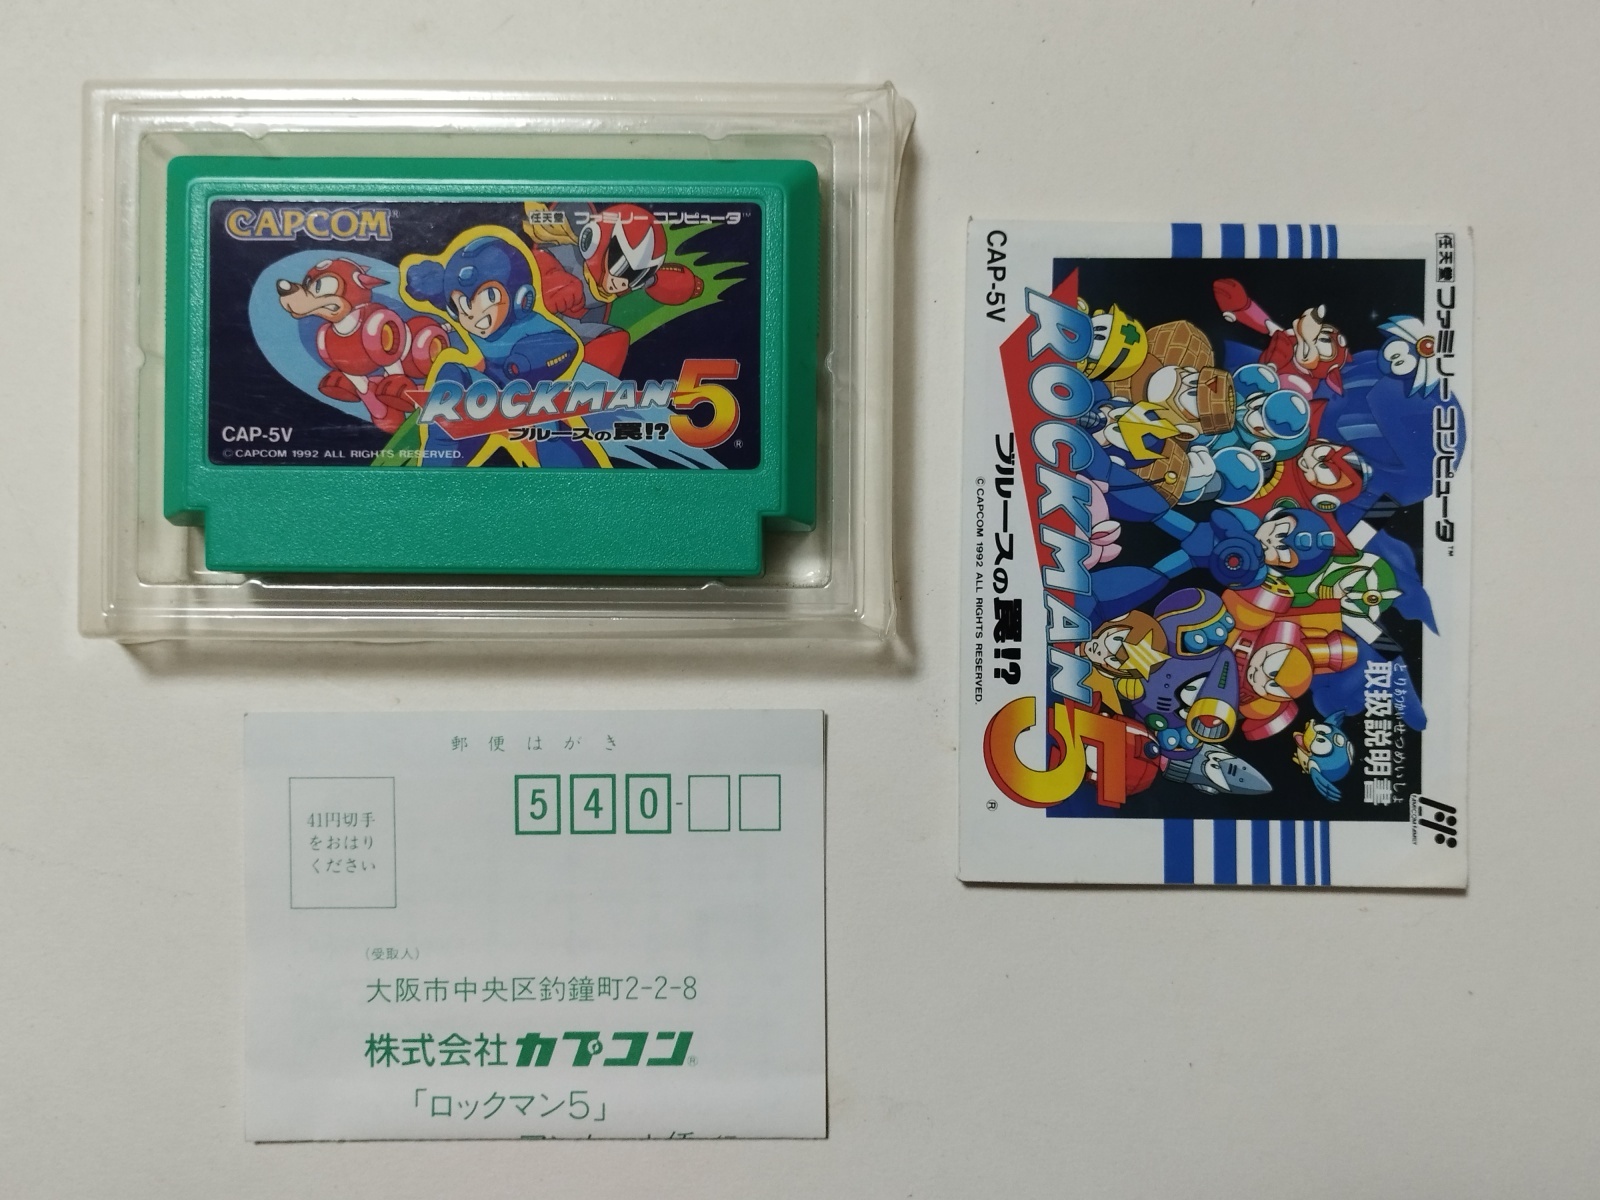 CAPCOM®
任天堂 ファミリー コンピュータ™
ROCKMAN 5
ブルースの罠!?
®
CAP-5V
©CAPCOM 1992 ALL RIGHTS RESERVED.
任天堂 ファミリー コンピュータ™
CAP-5V
ROCKMAN 5
ブルースの罠!?
®
©CAPCOM 1992 ALL RIGHTS RESERVED.
とりあつかいせつめいしょ
取扱説明書
FAMICOM FAMILY
郵便はがき
540-
41円切手
をおはり
ください
(受取人)
大阪市中央区釣鐘町2-2-8
株式会社カプコン®
「ロックマン5」